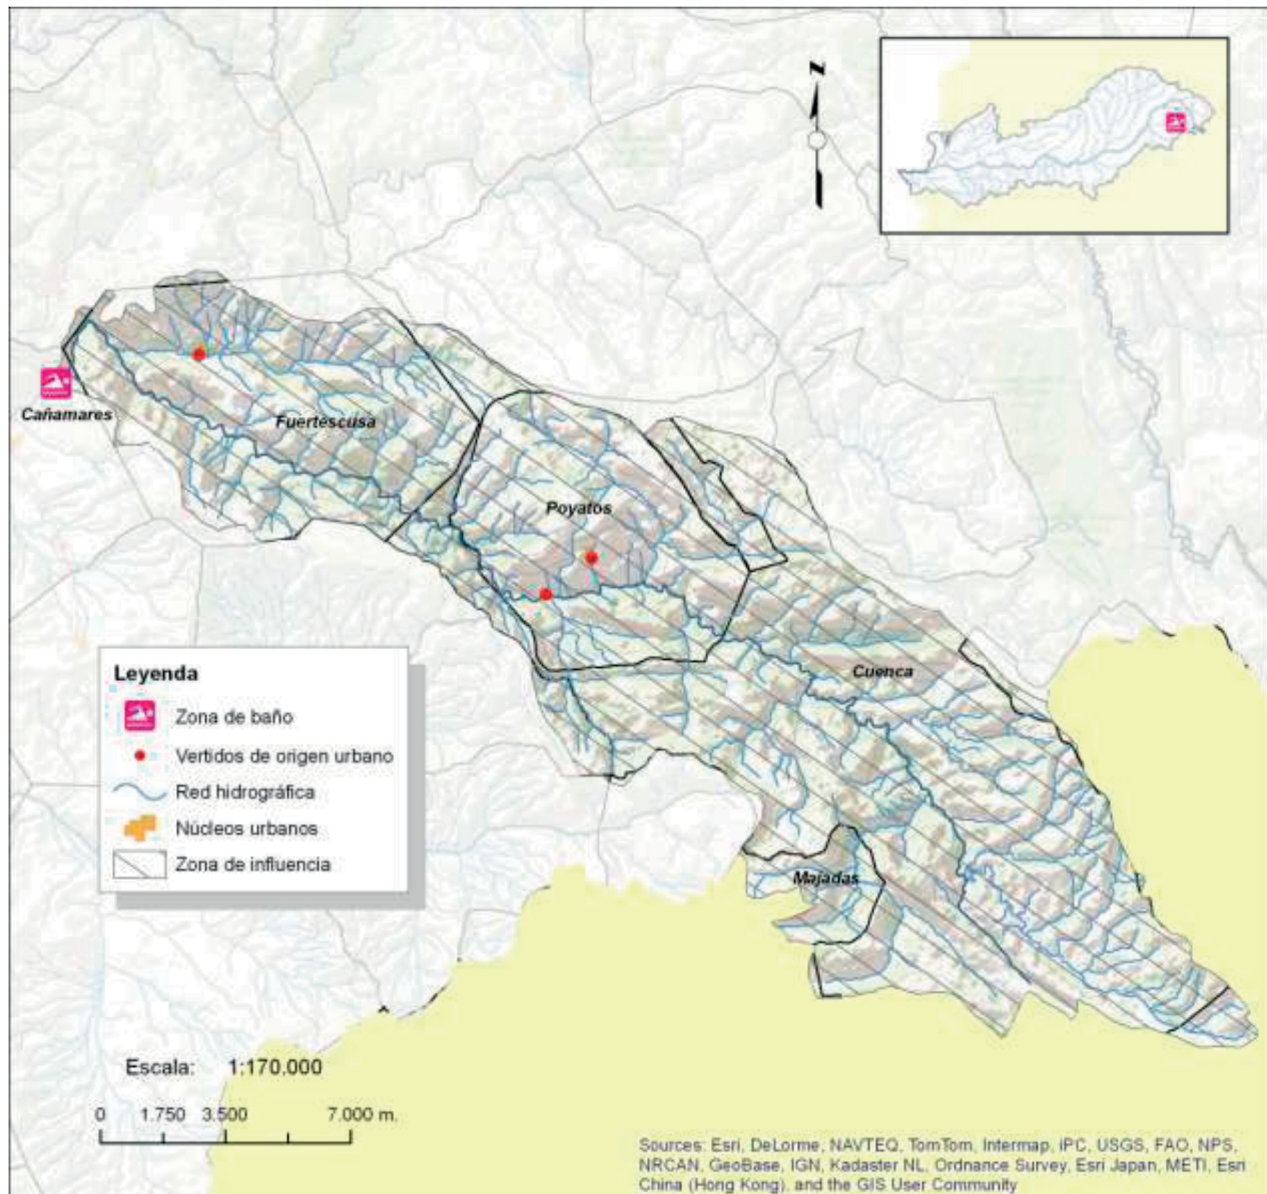 z
Cañamares
Fuertescusa
Poyatos
Cuenca
Majadas
Leyenda
Zona de baño
Vertidos de origen urbano
Red hidrográfica
Núcleos urbanos
Zona de influencia
Escala: 1:170.000
0 1.750 3.500 7.000 m.
Sources: Esri, DeLorme, NAVTEQ, TomTom, Intermap, iPC, USGS, FAO, NPS,
NRCAN, GeoBase, IGN, Kadaster NL, Ordnance Survey, Esri Japan, METI, Esri
China (Hong Kong), and the GIS User Community